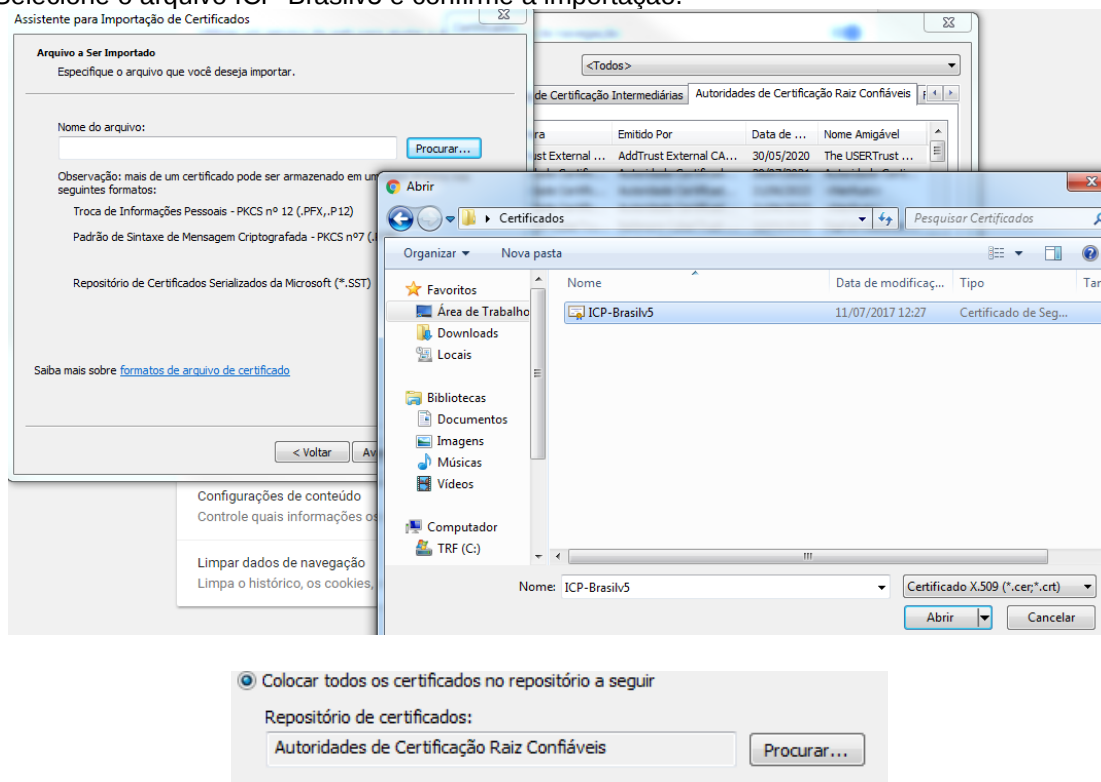 Selecione o arquivo ICP-Brasilv5 e confirme a importação.
Assistente para Importação de Certificados
Arquivo a Ser Importado
Especifique o arquivo que você deseja importar.
Nome do arquivo:
Procurar...
Observação: mais de um certificado pode ser armazenado em um
seguintes formatos:
Troca de Informações Pessoais - PKCS nº 12 (.PFX,.P12)
Padrão de Sintaxe de Mensagem Criptografada - PKCS nº7 (.
Repositório de Certificados Serializados da Microsoft (*.SST)
Saiba mais sobre formatos de arquivo de certificado
< Voltar
Av
<Todos>
de Certificação Intermediárias
Autoridades de Certificação Raiz Confiáveis
ra
Emitido Por
Data de ...
Nome Amigável
ust External ...
AddTrust External CA...
30/05/2020
The USERTrust ...
Abrir
Certificados
Pesquisar Certificados
Organizar
Nova pasta
Favoritos
Área de Trabalho
Downloads
Locais
Bibliotecas
Documentos
Imagens
Músicas
Vídeos
Computador
TRF (C:)
Nome
Data de modificaç...
Tipo
Tar
ICP-Brasilv5
11/07/2017 12:27
Certificado de Seg...
Nome:
ICP-Brasilv5
Certificado X.509 (*.cer;*.crt)
Abrir
Cancelar
Configurações de conteúdo
Controle quais informações os
Limpar dados de navegação
Limpa o histórico, os cookies,
Colocar todos os certificados no repositório a seguir
Repositório de certificados:
Autoridades de Certificação Raiz Confiáveis
Procurar...